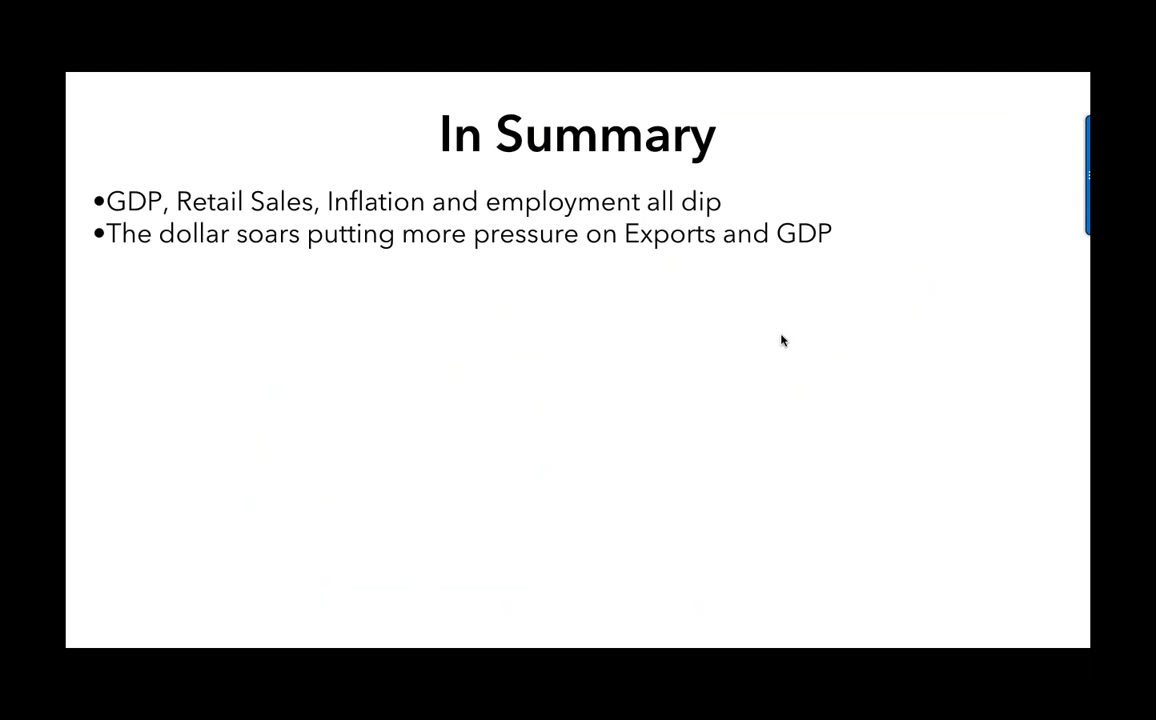 In Summary
•GDP, Retail Sales, Inflation and employment all dip
•The dollar soars putting more pressure on Exports and GDP